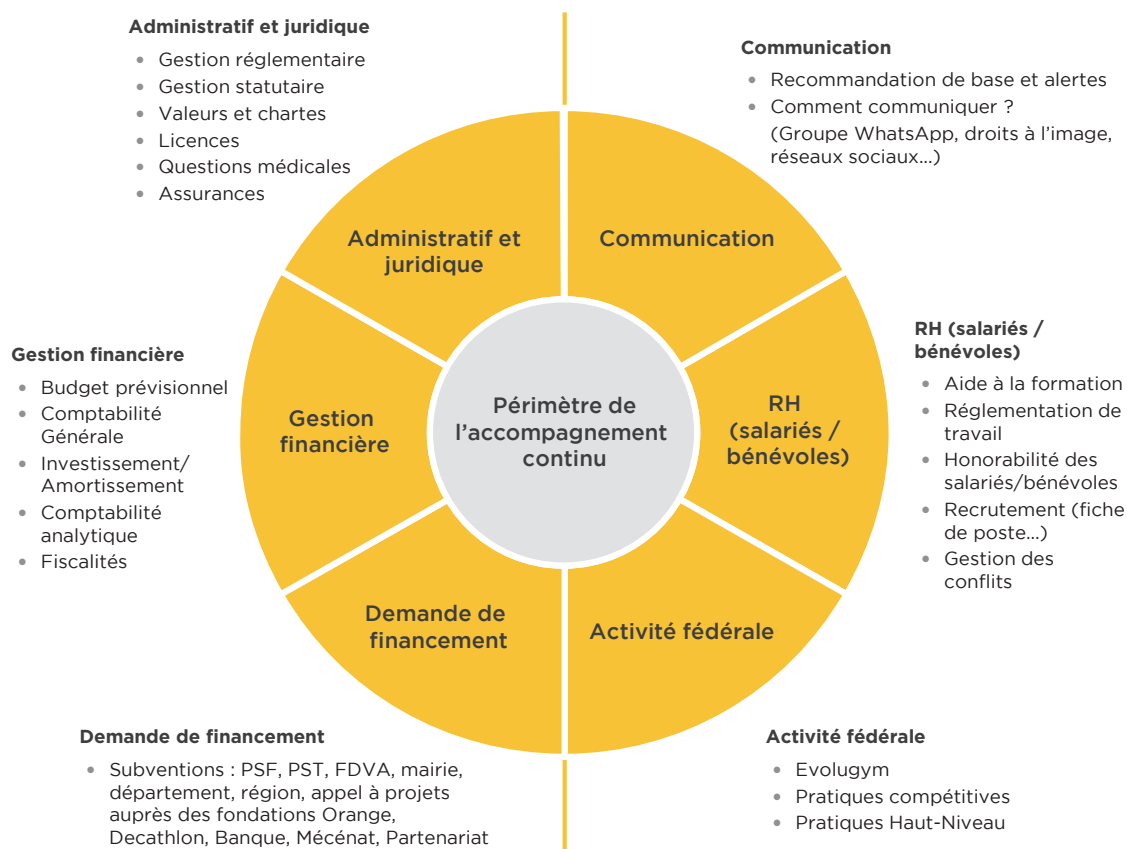 Administratif et juridique
• Gestion réglementaire
• Gestion statutaire
• Valeurs et chartes
• Licences
• Questions médicales
• Assurances
Communication
• Recommandation de base et alertes
• Comment communiquer ?
(Groupe WhatsApp, droits à l’image,
réseaux sociaux...)
Administratif et
juridique
Communication
Gestion financière
• Budget prévisionnel
• Comptabilité
Générale
• Investissement/
Amortissement
• Comptabilité
analytique
• Fiscalités
Gestion
financière
Périmètre de
l’accompagnement
continu
RH
(salariés /
bénévoles)
RH (salariés /
bénévoles)
• Aide à la formation
• Réglementation de
travail
• Honorabilité des
salariés/bénévoles
• Recrutement (fiche
de poste...)
• Gestion des
conflits
Demande de
financement
Activité fédérale
Demande de financement
• Subventions : PSF, PST, FDVA, mairie,
département, région, appel à projets
auprès des fondations Orange,
Decathlon, Banque, Mécénat, Partenariat
Activité fédérale
• Evolugym
• Pratiques compétitives
• Pratiques Haut-Niveau